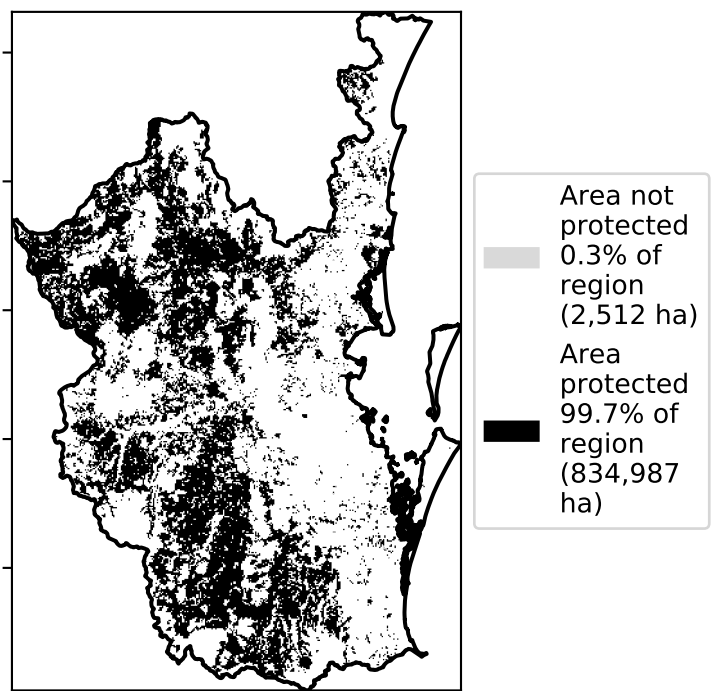 Area not
protected
0.3% of
region
(2,512 ha)
Area
protected
99.7% of
region
(834,987
ha)